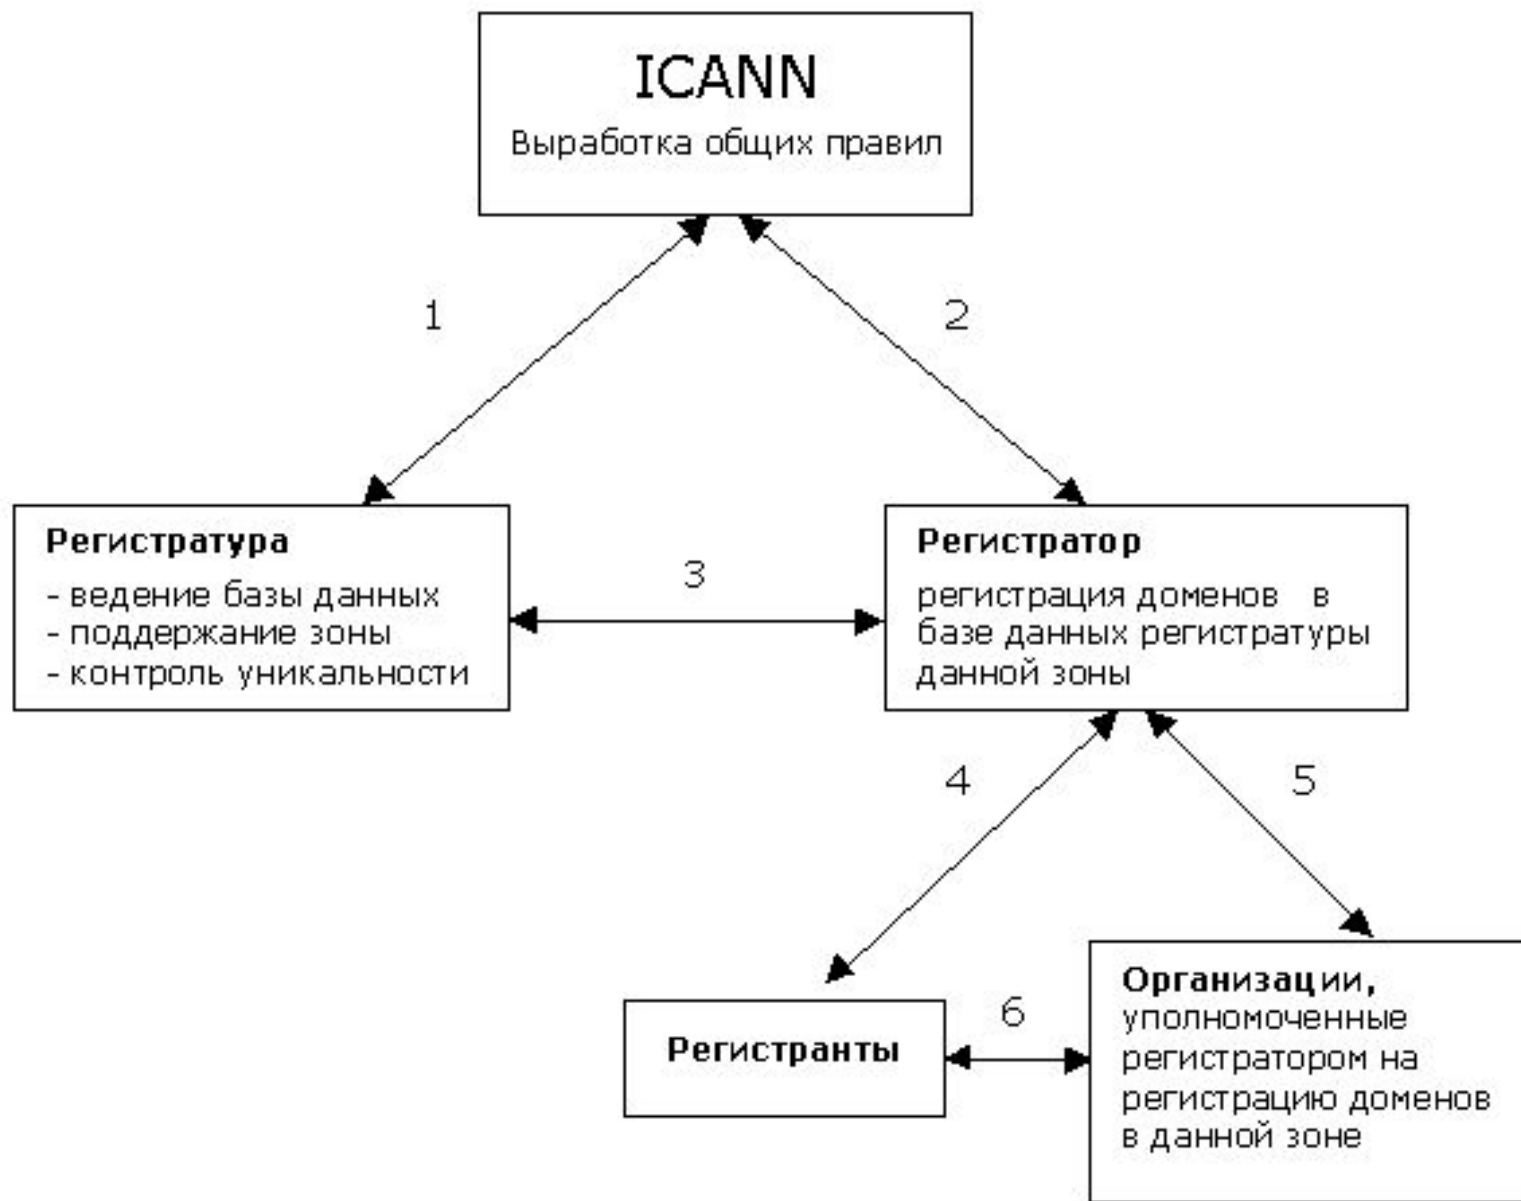 ICANN
Выработка общих правил
1
2
Регистратура
- ведение базы данных
- поддержание зоны
- контроль уникальности
3
Регистратор
регистрация доменов в
базе данных регистратуры
данной зоны
4
5
Регистранты
6
Организации,
уполномоченные
регистратором на
регистрацию доменов
в данной зоне